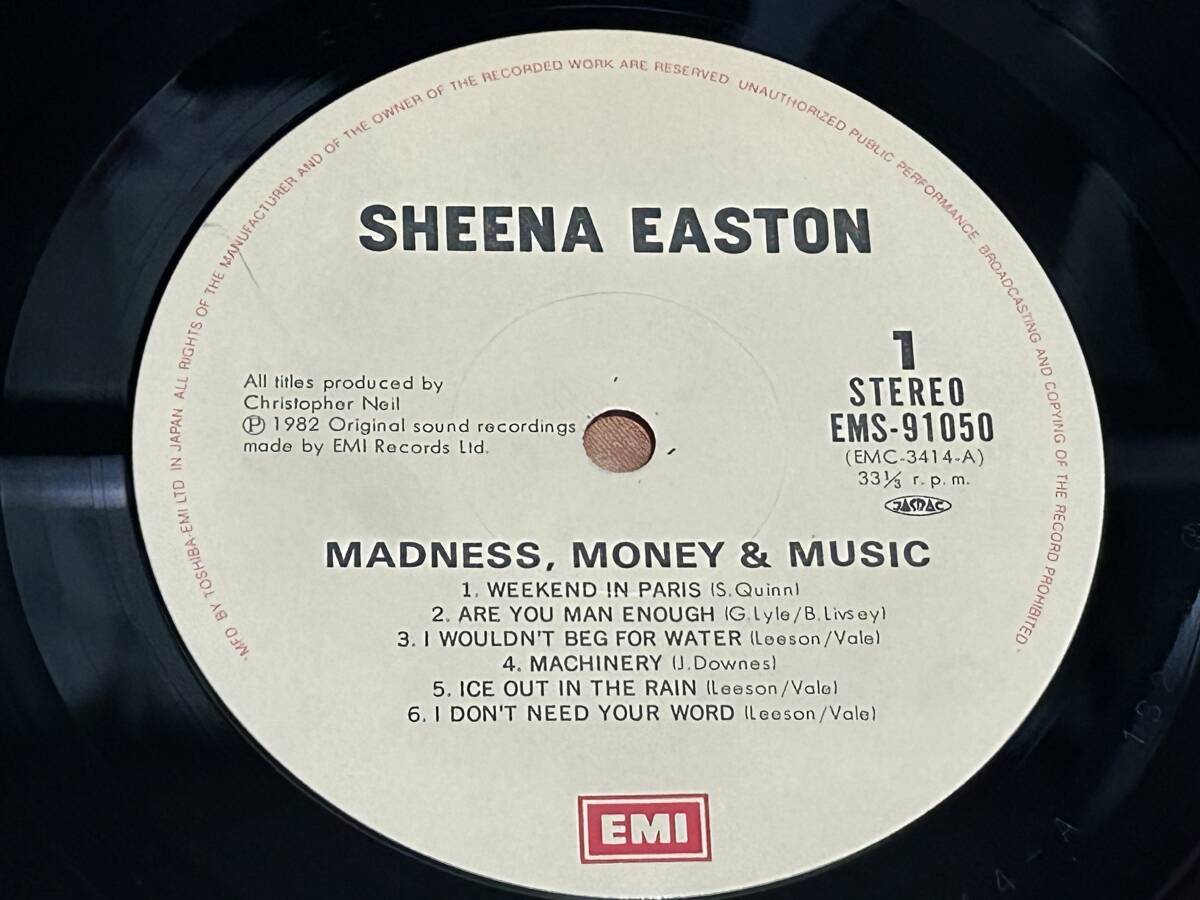 "MFD BY TOSHIBA-EMI LTD IN JAPAN ALL RIGHTS OF THE MANUFACTURER AND OF THE OWNER OF THE RECORDED WORK ARE RESERVED UNAUTHORIZED PUBLIC PERFORMANCE BROADCASTING AND COPYING OF THE RECORD PROHIBITED"
SHEENA EASTON
1
STEREO
EMS-91050
(EMC-3414-A)
33⅓ r.p.m.
JASRAC
All titles produced by
Christopher Neil
Ⓟ 1982 Original sound recordings
made by EMI Records Ltd.
MADNESS, MONEY & MUSIC
1. WEEKEND IN PARIS (S.Quinn)
2. ARE YOU MAN ENOUGH (G.Lyle/B.Livsey)
3. I WOULDN'T BEG FOR WATER (Leeson/Vale)
4. MACHINERY (J.Downes)
5. ICE OUT IN THE RAIN (Leeson/Vale)
6. I DON'T NEED YOUR WORD (Leeson/Vale)
EMI